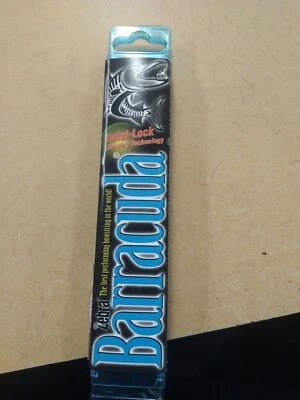 Twist-Lock
Technology
Zebra
The best performing bowstring in the world!
Barracuda